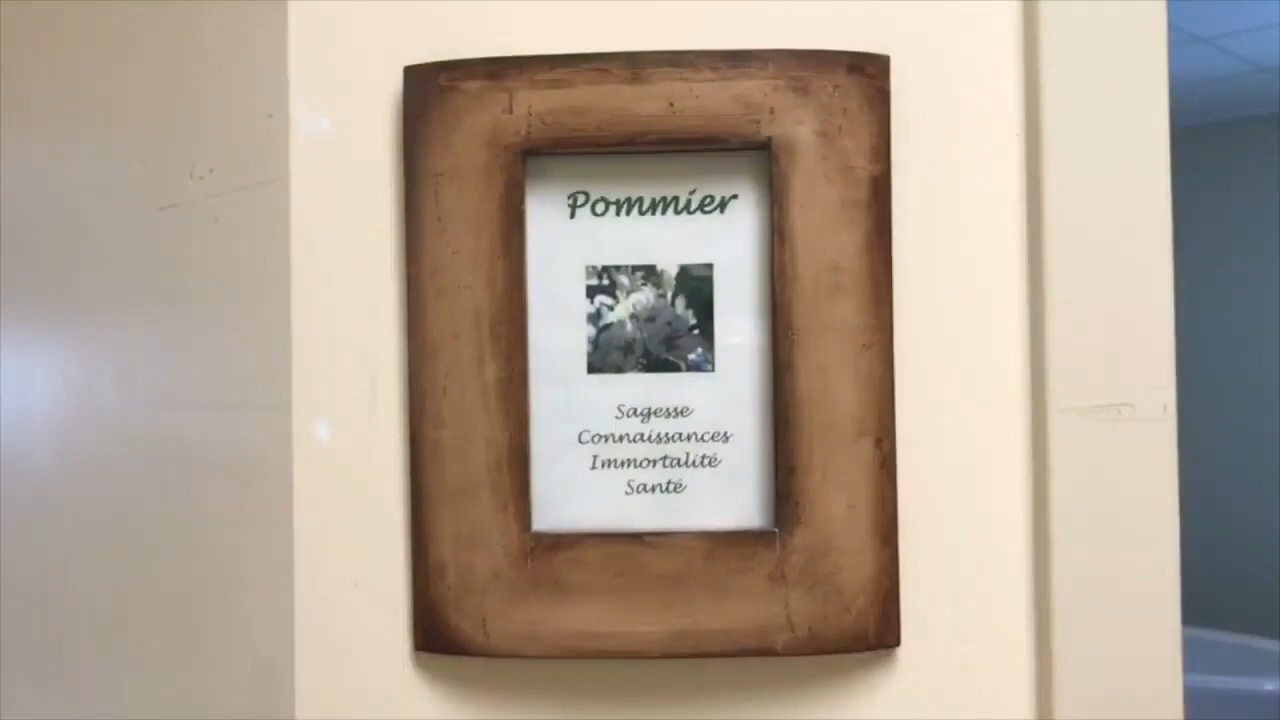 Pommier
Sagesse
Connaissances
Immortalité
Santé